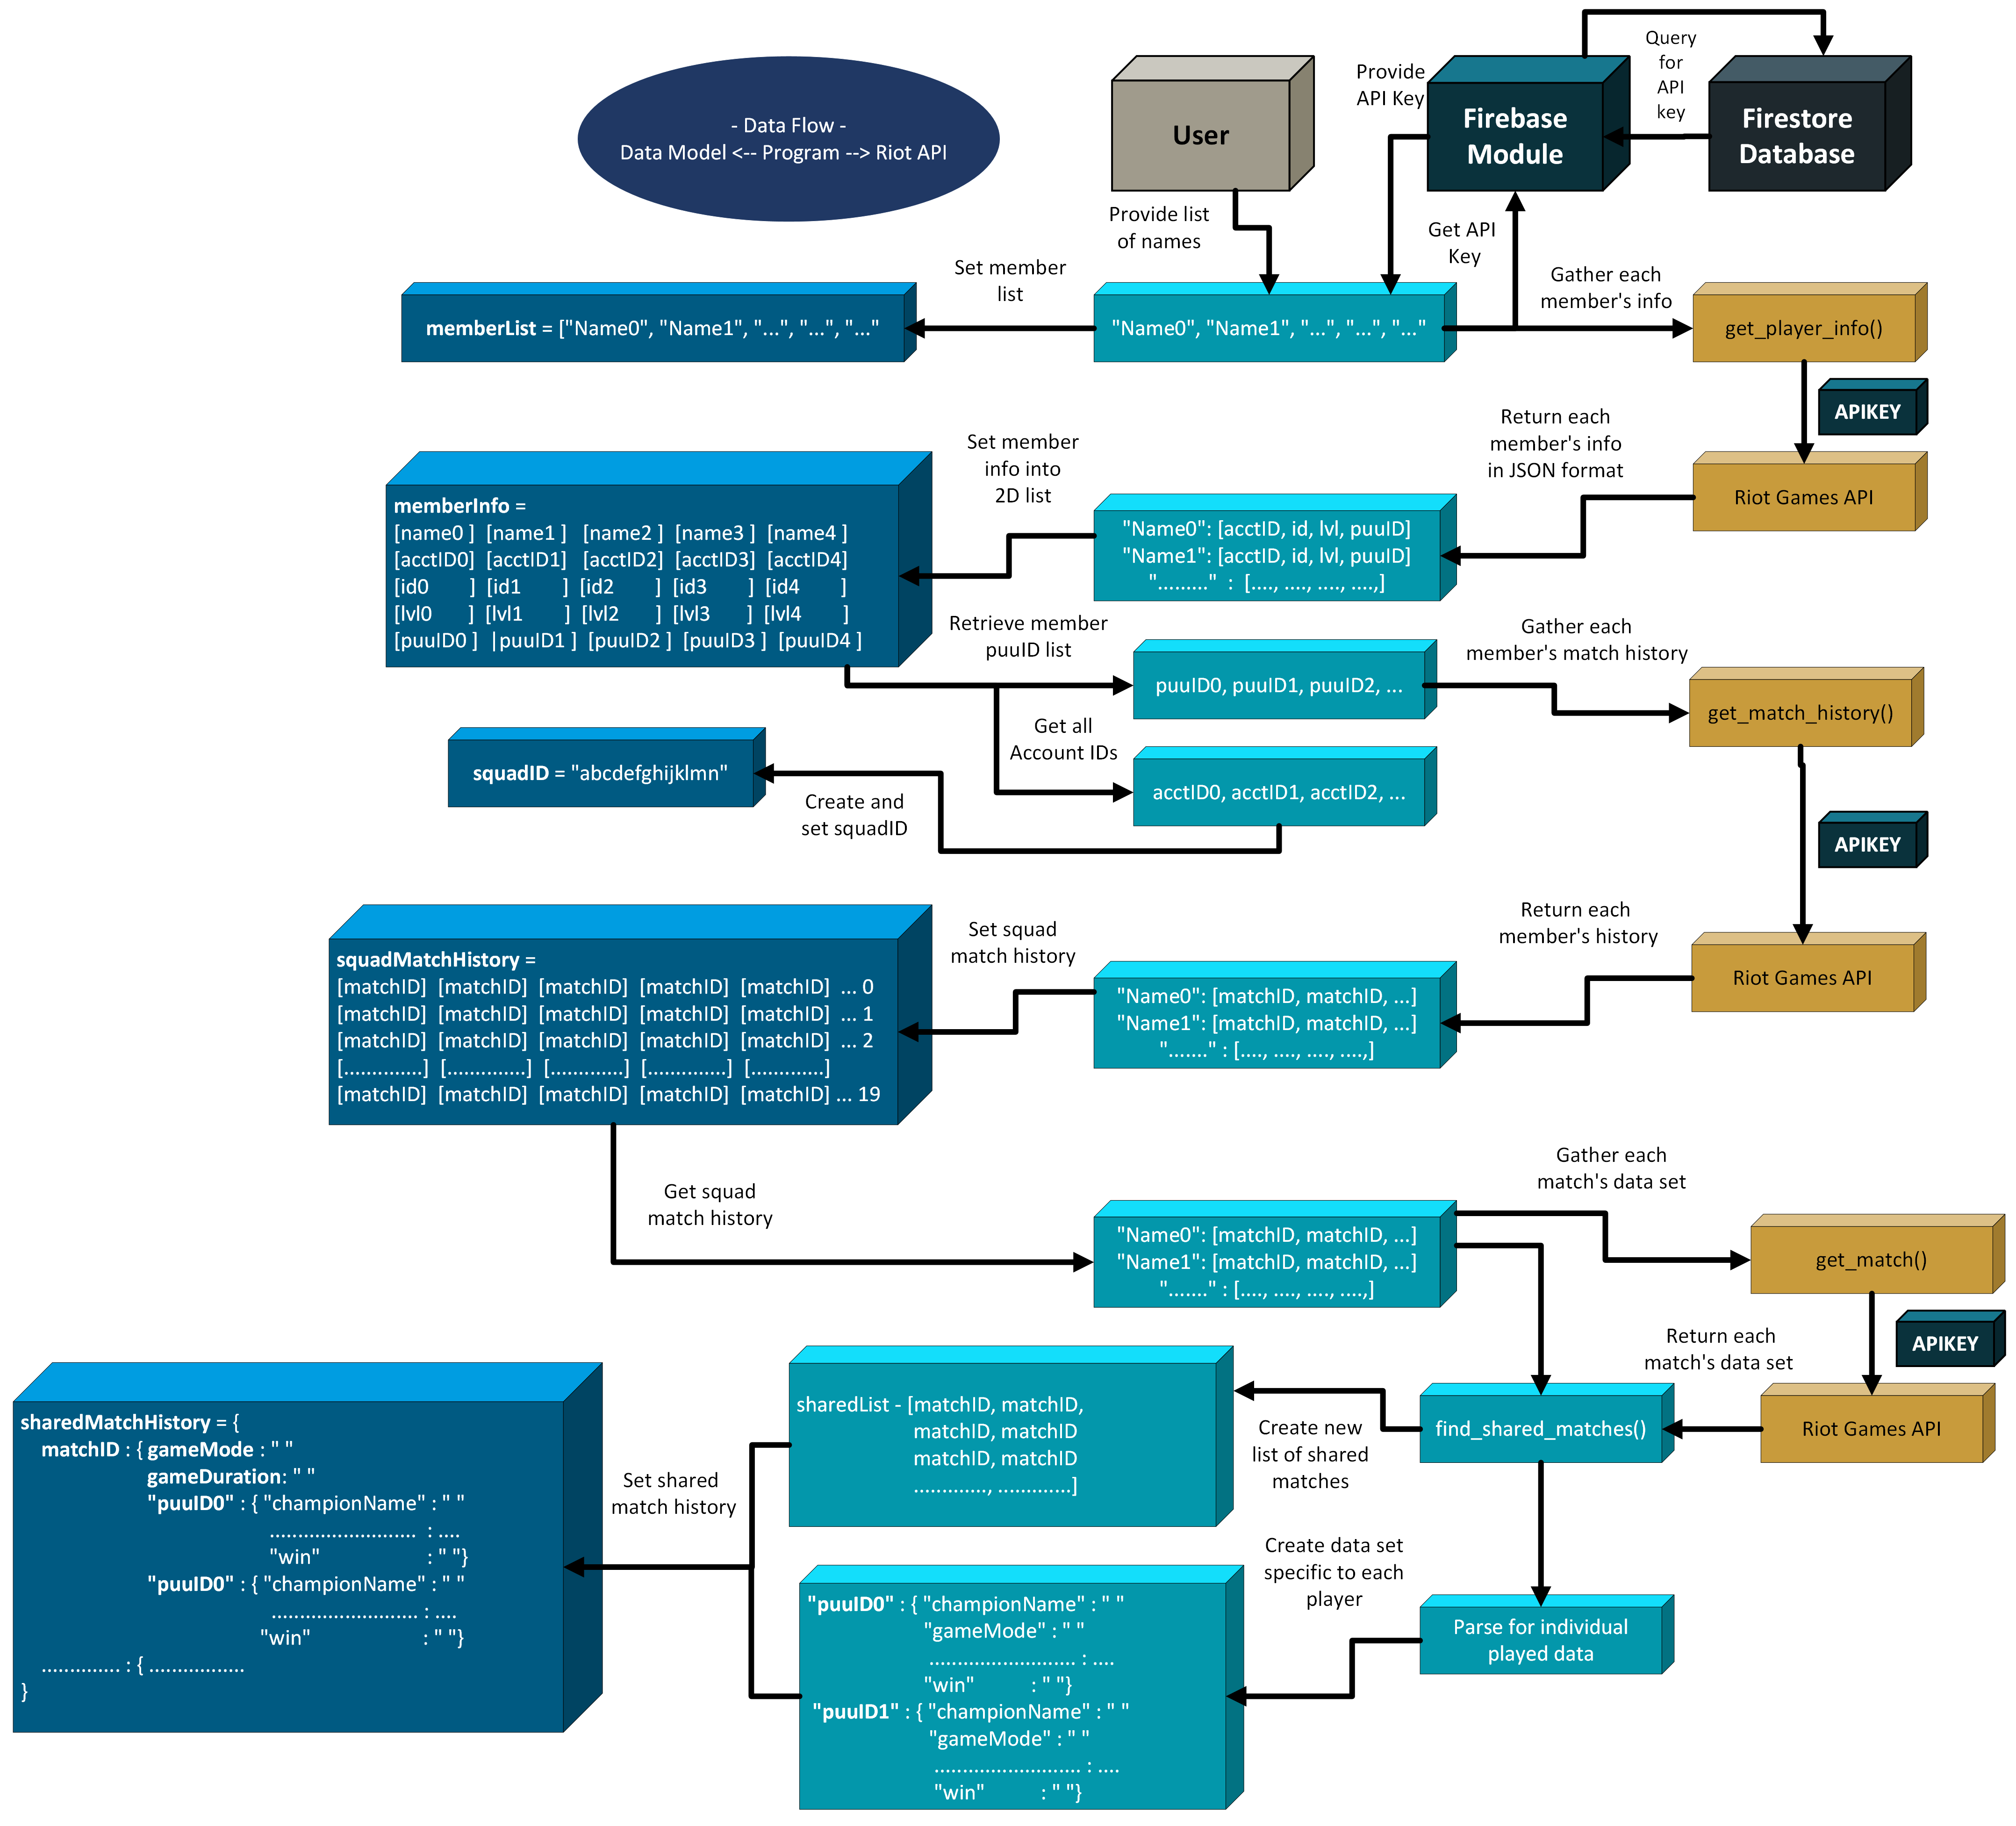 - Data Flow -
Data Model <-- Program --> Riot API
User
Provide
API Key
Firebase
Module
Query
for
API
key
Firestore
Database
Provide list
of names
Get API
Key
Set member
list
Gather each
member's info
memberList = ["Name0", "Name1", "...", "...", "..."
"Name0", "Name1", "...", "...", "..."
get_player_info()
APIKEY
Set member
info into
2D list
Return each
member's info
in JSON format
Riot Games API
memberInfo =
[name0 ] [name1 ] [name2 ] [name3 ] [name4 ]
[acctID0] [acctID1] [acctID2] [acctID3] [acctID4]
[id0 ] [id1 ] [id2 ] [id3 ] [id4 ]
[lvl0 ] [lvl1 ] [lvl2 ] [lvl3 ] [lvl4 ]
[puuID0 ] |puuID1 ] [puuID2 ] [puuID3 ] [puuID4 ]
"Name0": [acctID, id, lvl, puuID]
"Name1": [acctID, id, lvl, puuID]
"........." : [...., ...., ...., ....,]
Retrieve member
puuID list
Gather each
member's match history
puuID0, puuID1, puuID2, ...
get_match_history()
Get all
Account IDs
squadID = "abcdefghijklmn"
acctID0, acctID1, acctID2, ...
Create and
set squadID
APIKEY
Set squad
match history
Return each
member's history
Riot Games API
squadMatchHistory =
[matchID] [matchID] [matchID] [matchID] [matchID] ... 0
[matchID] [matchID] [matchID] [matchID] [matchID] ... 1
[matchID] [matchID] [matchID] [matchID] [matchID] ... 2
[..............] [.............] [.............] [..............] [.............]
[matchID] [matchID] [matchID] [matchID] [matchID] ... 19
"Name0": [matchID, matchID, ...]
"Name1": [matchID, matchID, ...]
"......." : [...., ...., ...., ....,]
Get squad
match history
Gather each
match's data set
"Name0": [matchID, matchID, ...]
"Name1": [matchID, matchID, ...]
"......." : [...., ...., ...., ....,]
get_match()
APIKEY
Return each
match's data set
Riot Games API
find_shared_matches()
Create new
list of shared
matches
sharedList - [matchID, matchID,
matchID, matchID
matchID, matchID
............., .............]
Set shared
match history
sharedMatchHistory = {
matchID : { gameMode : " "
gameDuration: " "
"puuID0" : { "championName" : " "
.......................... : ....
"win" : " "}
"puuID0" : { "championName" : " "
.......................... : ....
"win" : " "}
.............. : { .................
}
Create data set
specific to each
player
Parse for individual
played data
"puuID0" : { "championName" : " "
"gameMode" : " "
.......................... : ....
"win" : " "}
"puuID1" : { "championName" : " "
"gameMode" : " "
.......................... : ....
"win" : " "}